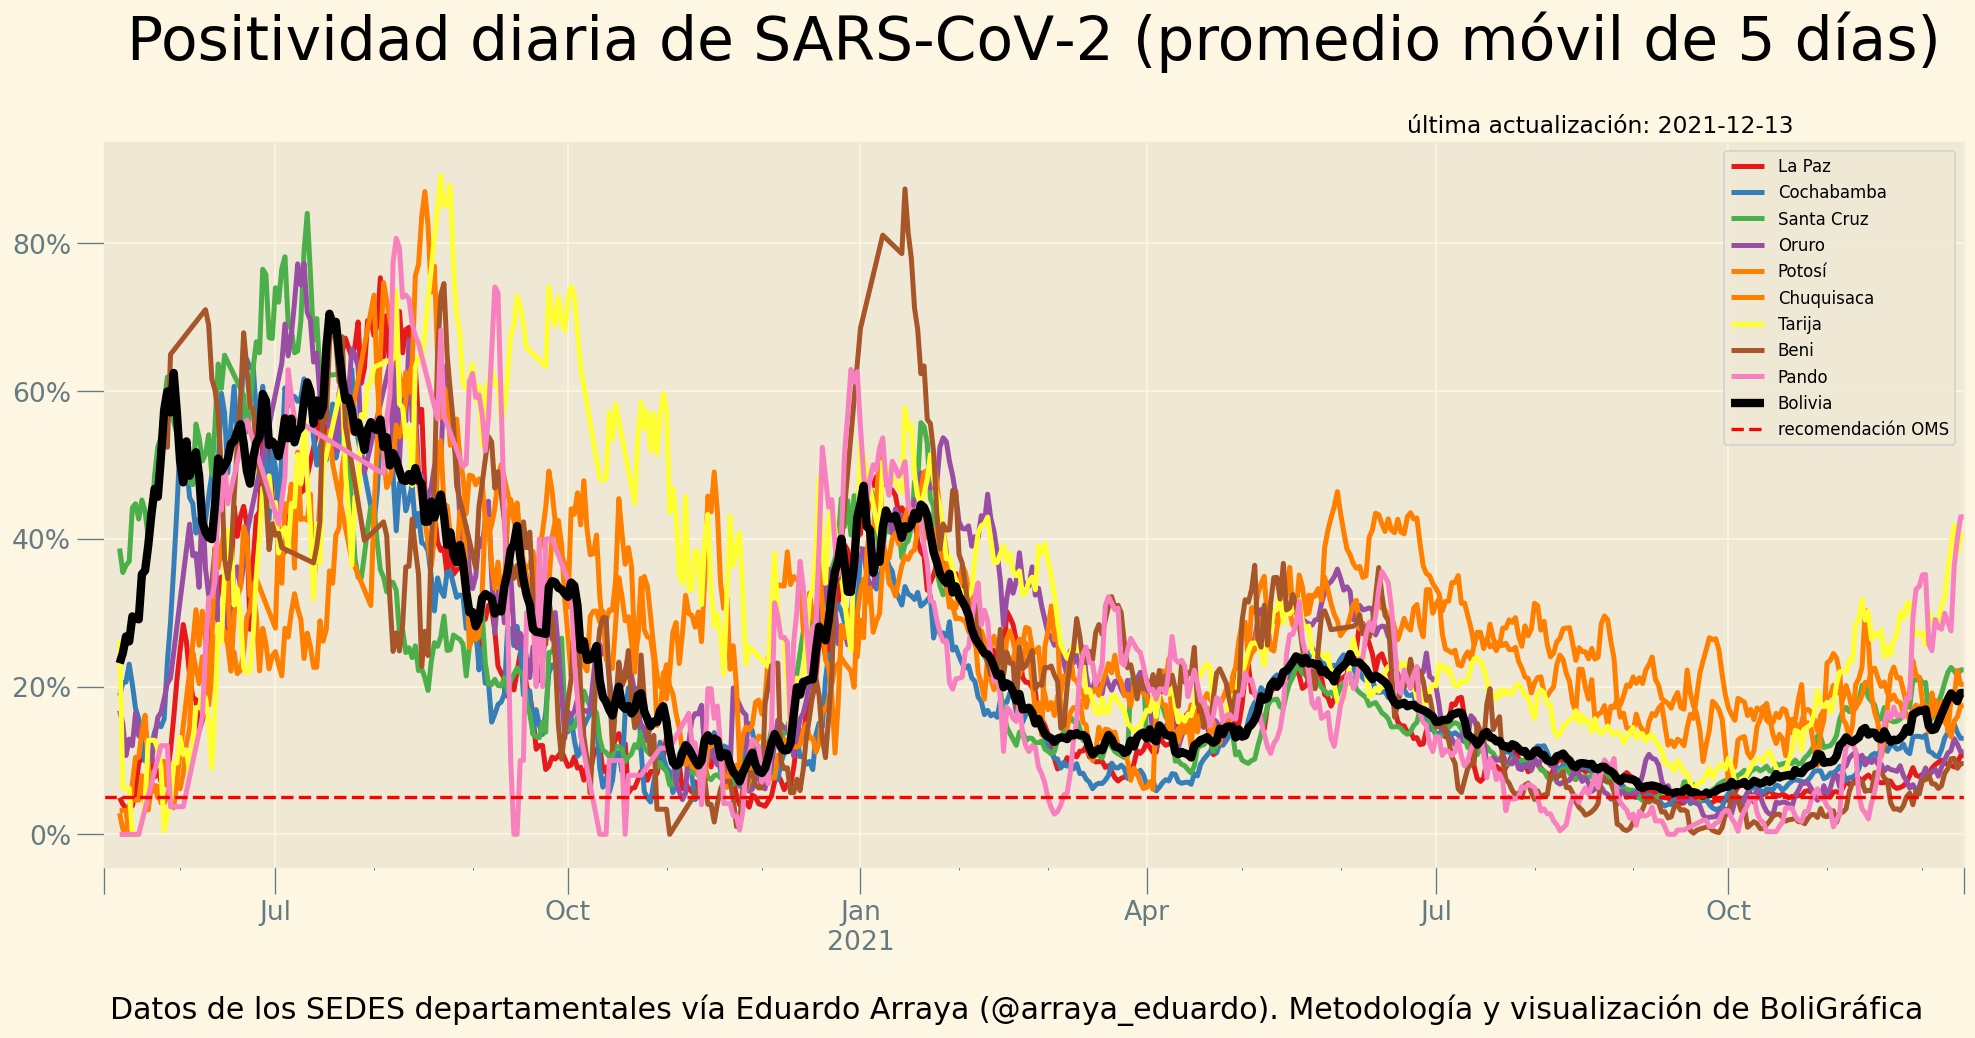 Positividad diaria de SARS-CoV-2 (promedio móvil de 5 días)
última actualización: 2021-12-13
La Paz
Cochabamba
Santa Cruz
Oruro
Potosí
Chuquisaca
Tarija
Beni
Pando
Bolivia
recomendación OMS
80%
60%
40%
20%
0%
Jul
Oct
Jan
2021
Apr
Jul
Oct
Datos de los SEDES departamentales vía Eduardo Arraya (@arraya_eduardo). Metodología y visualización de BoliGráfica